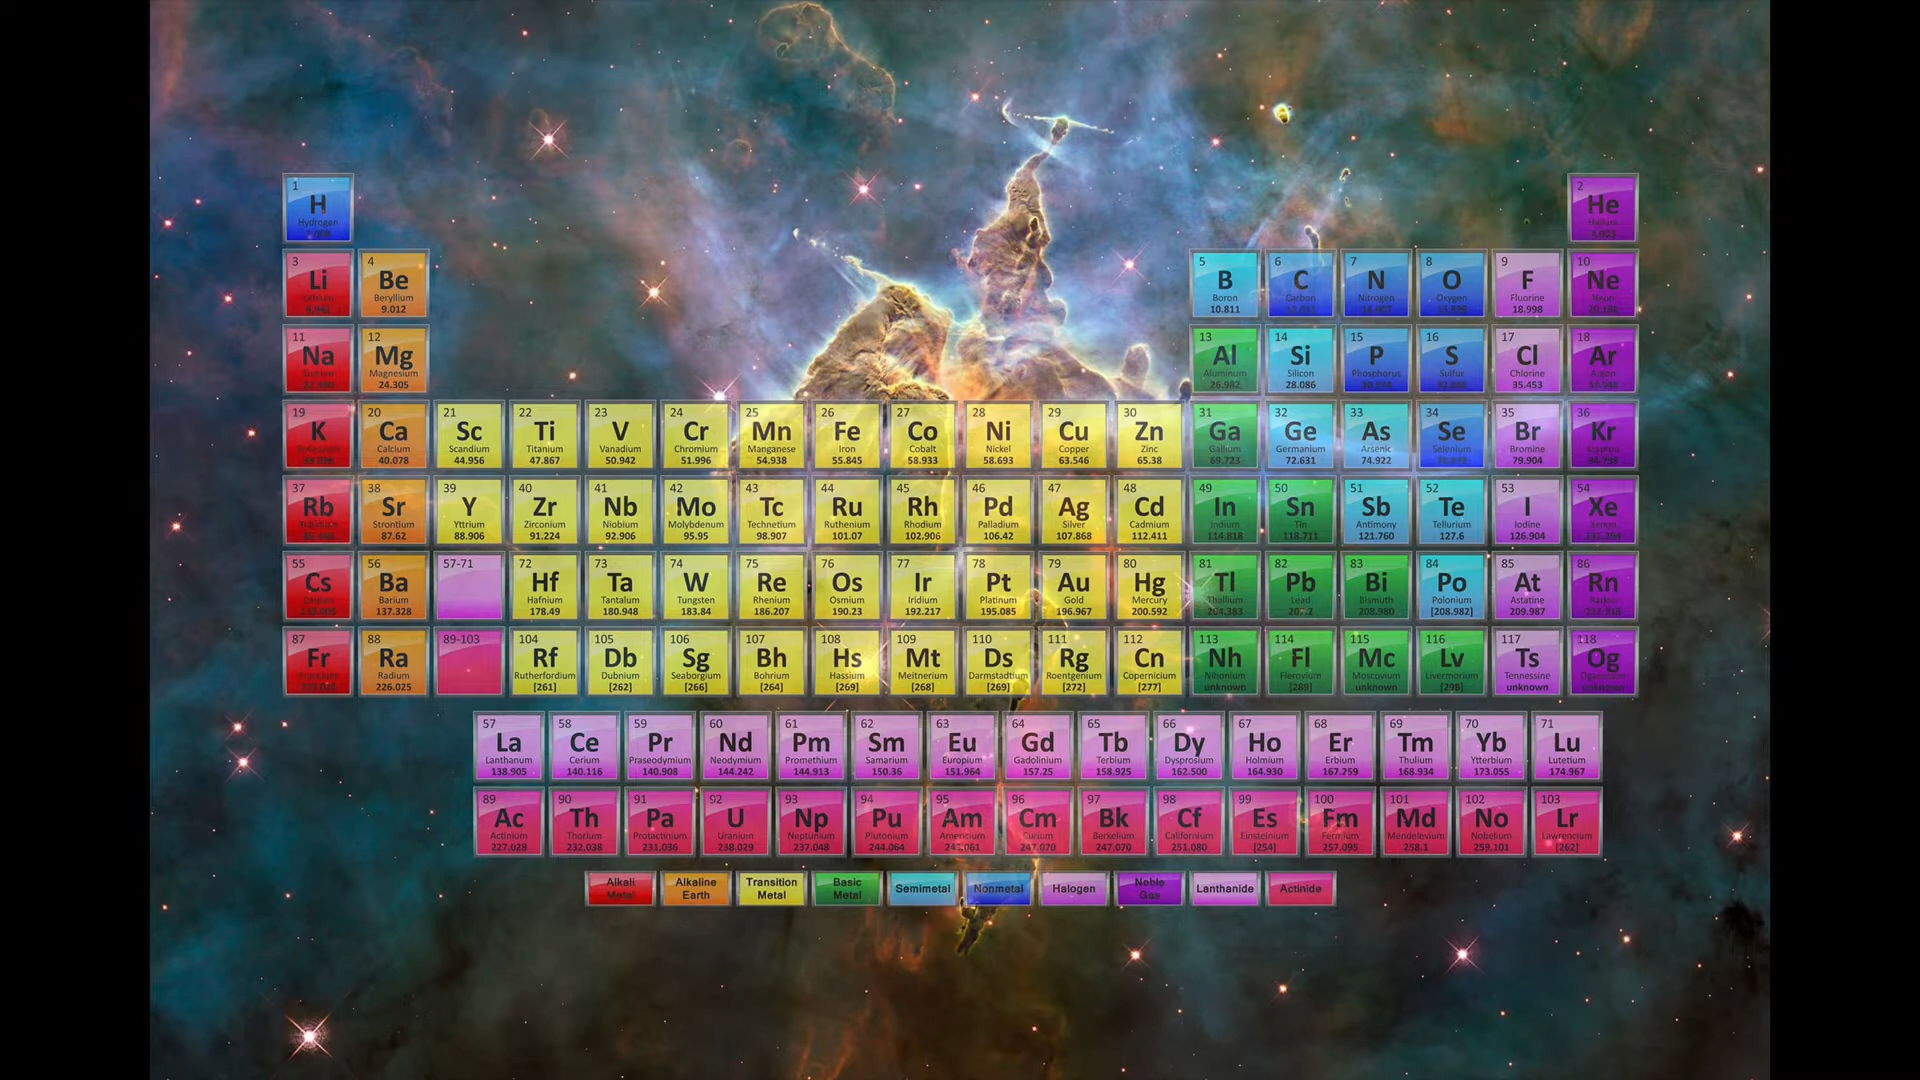 1
H
Hydrogen
2
He
3
Li
4
Be
Beryllium
9.012
5
B
Boron
10.811
6
C
Carbon
7
N
Nitrogen
8
O
Oxygen
9
F
Fluorine
18.998
10
Ne
11
Na
12
Mg
Magnesium
24.305
13
Al
Aluminum
26.982
14
Si
Silicon
28.086
15
P
Phosphorus
16
S
Sulfur
17
Cl
Chlorine
35.453
18
Ar
19
K
20
Ca
Calcium
40.078
21
Sc
Scandium
44.956
22
Ti
Titanium
47.867
23
V
Vanadium
50.942
24
Cr
Chromium
51.996
25
Mn
Manganese
54.938
26
Fe
Iron
55.845
27
Co
Cobalt
58.933
28
Ni
Nickel
58.693
29
Cu
Copper
63.546
30
Zn
Zinc
65.38
31
Ga
Gallium
69.723
32
Ge
Germanium
72.631
33
As
Arsenic
74.922
34
Se
Selenium
35
Br
Bromine
79.904
36
Kr
37
Rb
38
Sr
Strontium
87.62
39
Y
Yttrium
88.906
40
Zr
Zirconium
91.224
41
Nb
Niobium
92.906
42
Mo
Molybdenum
95.95
43
Tc
Technetium
98.907
44
Ru
Ruthenium
101.07
45
Rh
Rhodium
102.906
46
Pd
Palladium
106.42
47
Ag
Silver
107.868
48
Cd
Cadmium
112.411
49
In
Indium
114.818
50
Sn
Tin
118.711
51
Sb
Antimony
121.760
52
Te
Tellurium
127.6
53
I
Iodine
126.904
54
Xe
55
Cs
56
Ba
Barium
137.328
57-71
72
Hf
Hafnium
178.49
73
Ta
Tantalum
180.948
74
W
Tungsten
183.84
75
Re
Rhenium
186.207
76
Os
Osmium
190.23
77
Ir
Iridium
192.217
78
Pt
Platinum
195.085
79
Au
Gold
196.967
80
Hg
Mercury
200.592
81
Tl
Thallium
204.383
82
Pb
Lead
207.2
83
Bi
Bismuth
208.980
84
Po
Polonium
[208.982]
85
At
Astatine
209.987
86
Rn
87
Fr
88
Ra
Radium
226.025
89-103
104
Rf
Rutherfordium
[261]
105
Db
Dubnium
[262]
106
Sg
Seaborgium
[266]
107
Bh
Bohrium
[264]
108
Hs
Hassium
[269]
109
Mt
Meitnerium
[268]
110
Ds
Darmstadtium
[269]
111
Rg
Roentgenium
[272]
112
Cn
Copernicium
[277]
113
Nh
Nihonium
unknown
114
Fl
Flerovium
[289]
115
Mc
Moscovium
unknown
116
Lv
Livermorium
[298]
117
Ts
Tennessine
unknown
118
Og
57
La
Lanthanum
138.905
58
Ce
Cerium
140.116
59
Pr
Praseodymium
140.908
60
Nd
Neodymium
144.242
61
Pm
Promethium
144.913
62
Sm
Samarium
150.36
63
Eu
Europium
151.964
64
Gd
Gadolinium
157.25
65
Tb
Terbium
158.925
66
Dy
Dysprosium
162.500
67
Ho
Holmium
164.930
68
Er
Erbium
167.259
69
Tm
Thulium
168.934
70
Yb
Ytterbium
173.055
71
Lu
Lutetium
174.967
89
Ac
Actinium
227.028
90
Th
Thorium
232.038
91
Pa
Protactinium
231.036
92
U
Uranium
238.029
93
Np
Neptunium
237.048
94
Pu
Plutonium
244.064
95
Am
Americium
243.061
96
Cm
Curium
247.070
97
Bk
Berkelium
247.070
98
Cf
Californium
251.080
99
Es
Einsteinium
[254]
100
Fm
Fermium
257.095
101
Md
Mendelevium
258.1
102
No
Nobelium
259.101
103
Lr
Lawrencium
[262]
Alkali
Metal
Alkaline
Earth
Transition
Metal
Basic
Metal
Semimetal
Nonmetal
Halogen
Noble
Gas
Lanthanide
Actinide